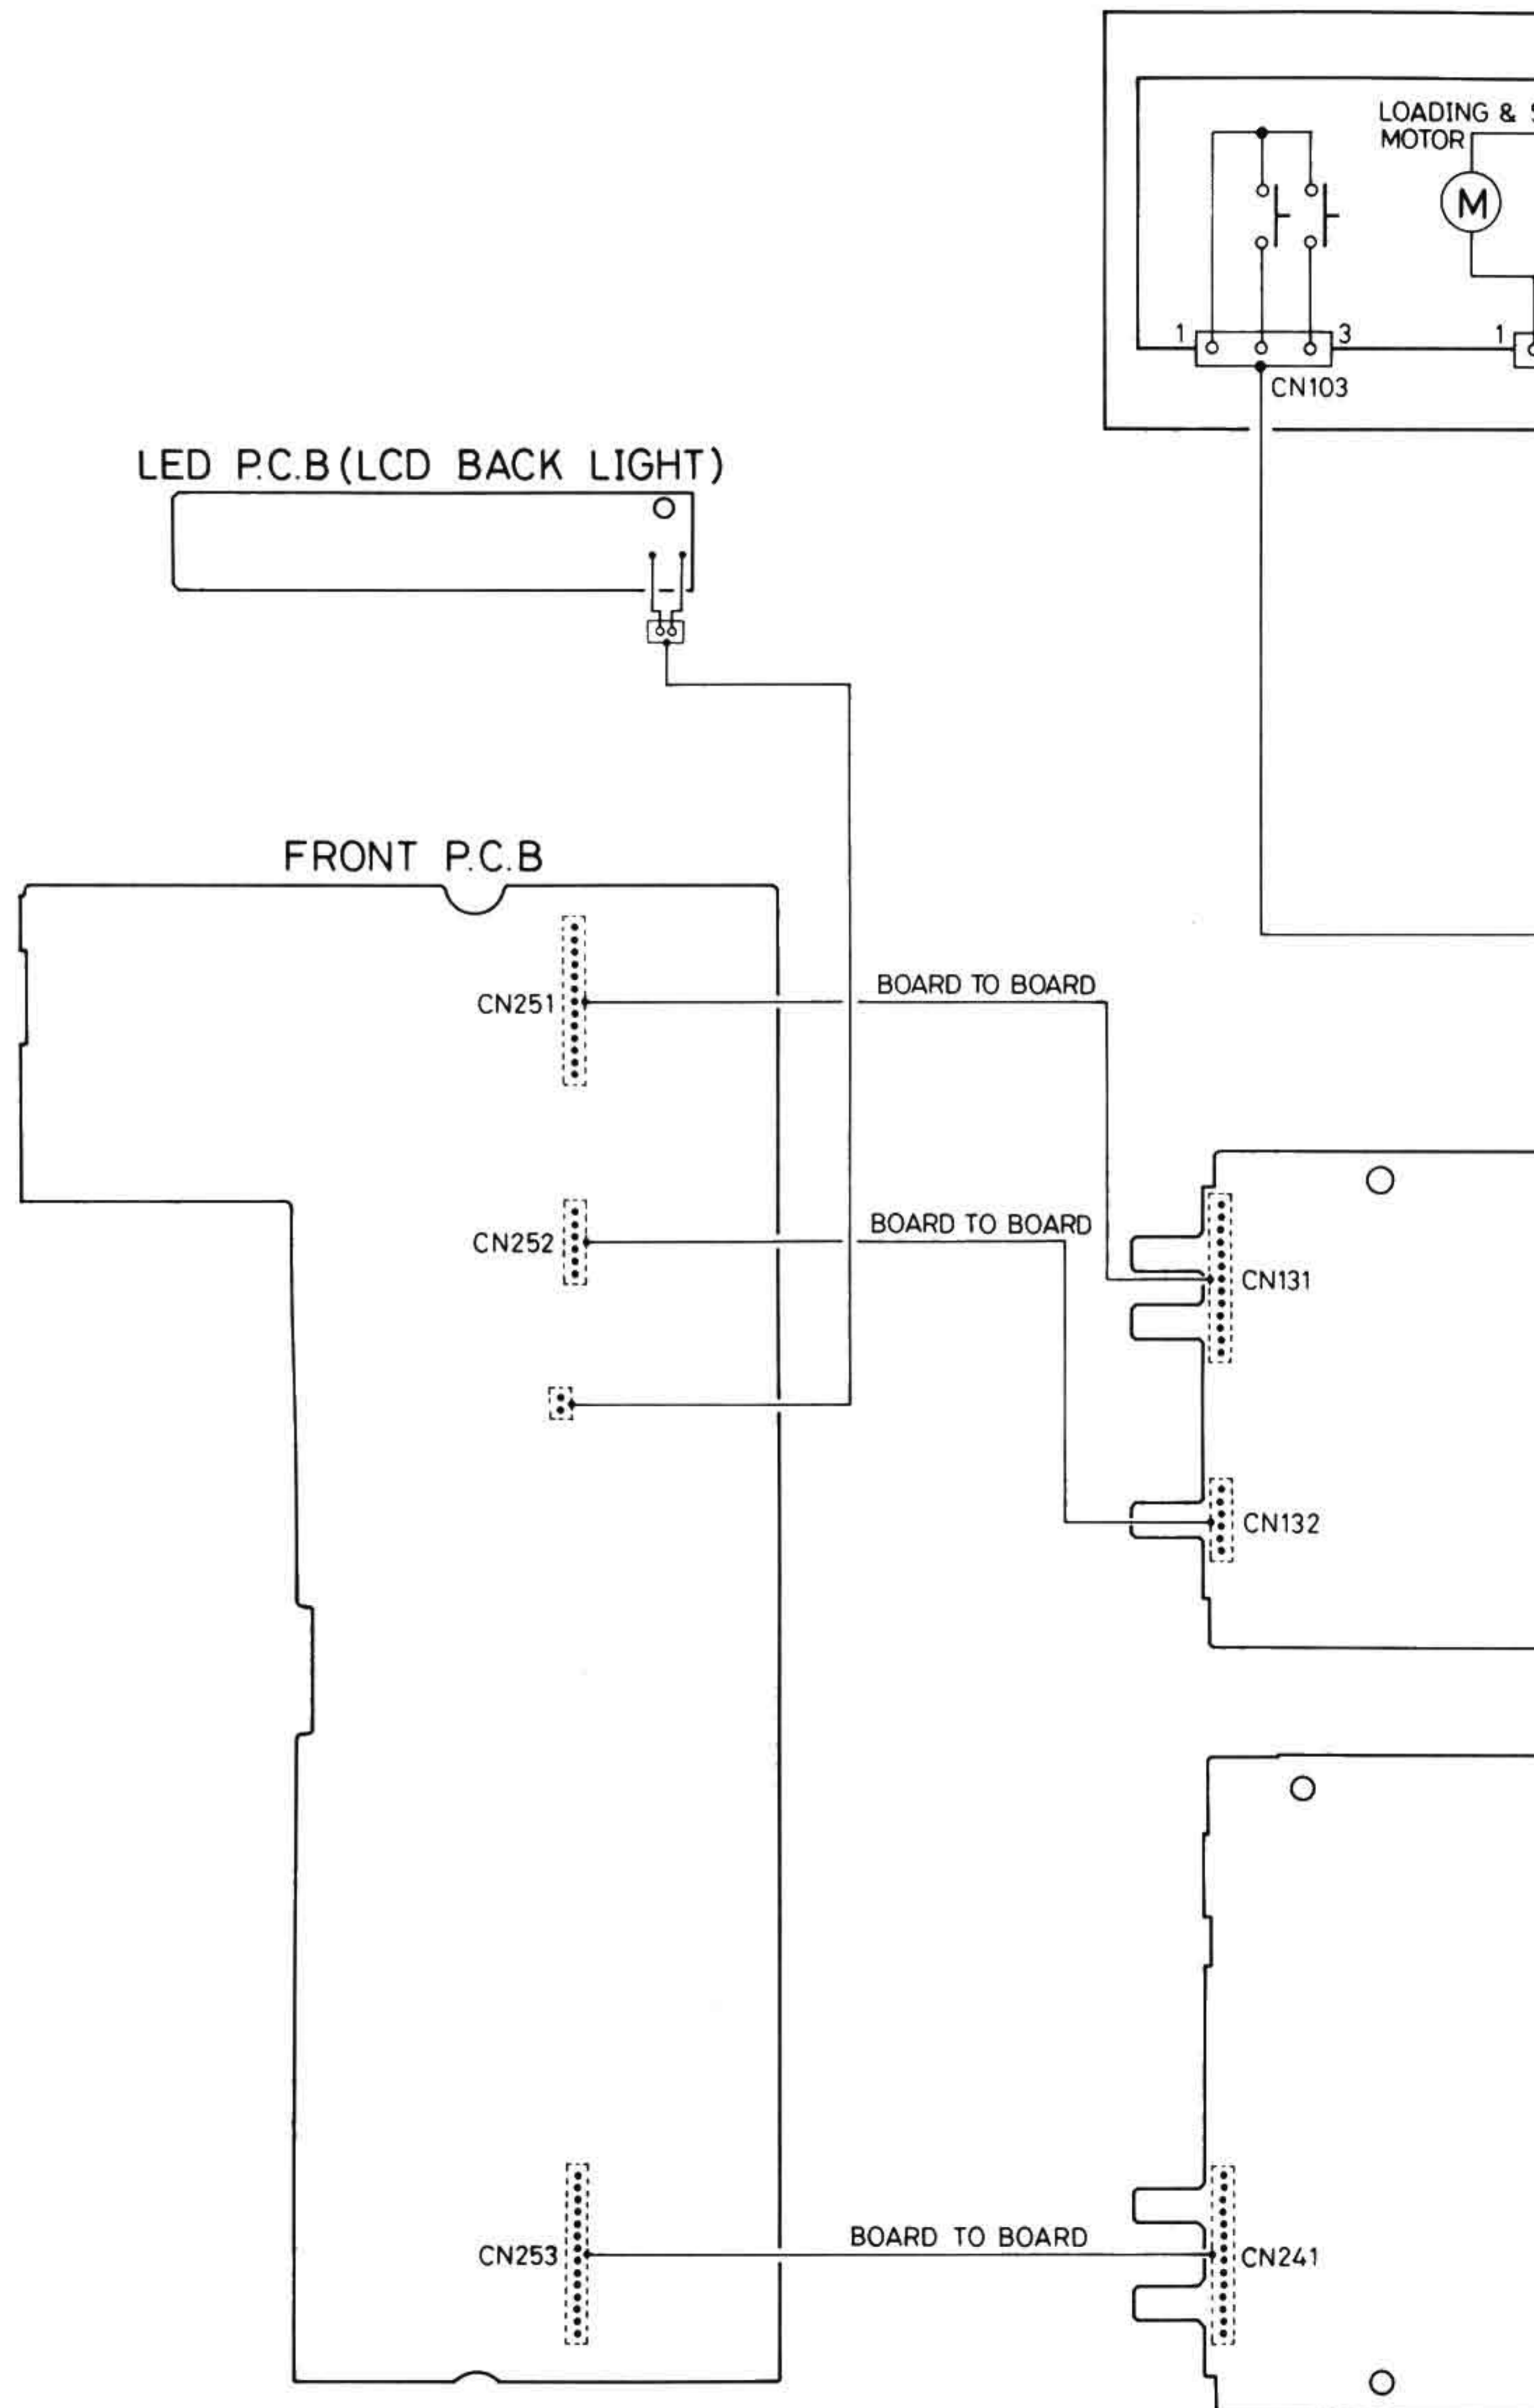 LOADING &
MOTOR
M
1
3
1
CN103
LED P.C.B (LCD BACK LIGHT)
FRONT P.C.B
CN251
BOARD TO BOARD
CN252
BOARD TO BOARD
CN131
CN132
CN253
BOARD TO BOARD
CN241